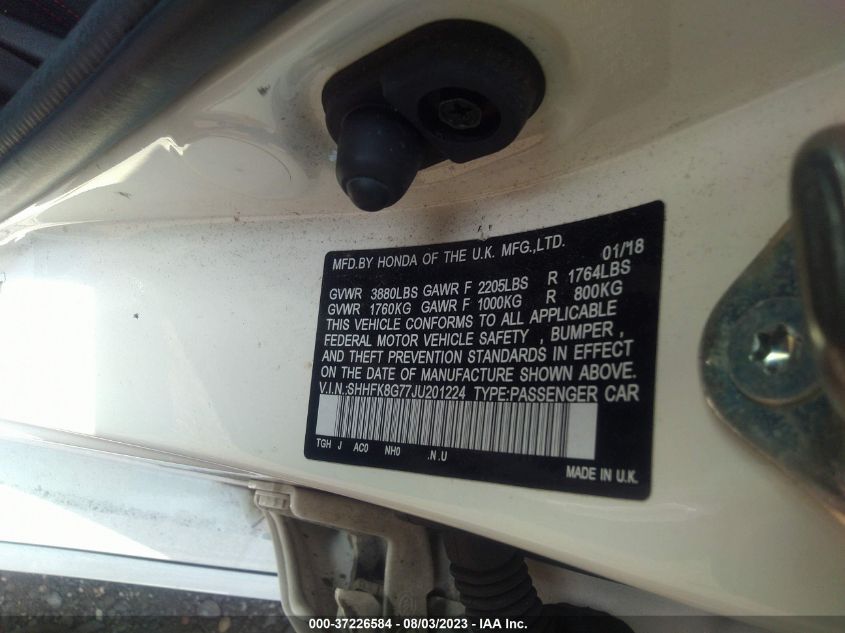 MFD.BY HONDA OF THE U.K. MFG.,LTD. 01/'18
GVWR 3880LBS GAWR F 2205LBS R 1764LBS
GVWR 1760KG GAWR F 1000KG R 800KG
THIS VEHICLE CONFORMS TO ALL APPLICABLE
FEDERAL MOTOR VEHICLE SAFETY , BUMPER ,
AND THEFT PREVENTION STANDARDS IN EFFECT
ON THE DATE OF MANUFACTURE SHOWN ABOVE.
V.I.N.:SHHFK8G77JU201224 TYPE:PASSENGER CAR
TGH J AC0 NH0 .N.U
MADE IN U.K.
000-37226584 / 08/03/2023 - IAA Inc.